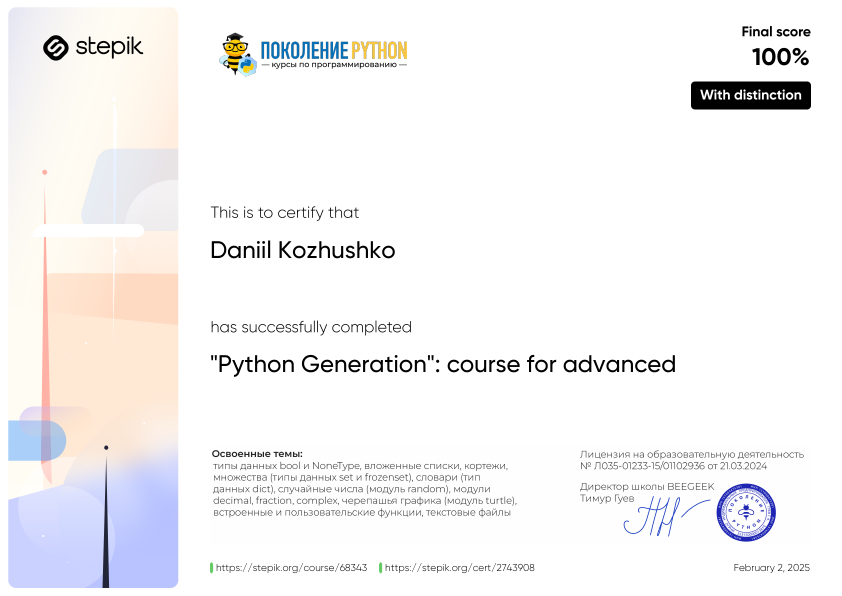 stepik
ПОКОЛЕНИЕ PYTHON
— курсы по программированию —
Final score
100%
With distinction
This is to certify that
Daniil Kozhushko
has successfully completed
"Python Generation": course for advanced
Освоенные темы:
типы данных bool и NoneType, вложенные списки, кортежи,
множества (типы данных set и frozenset), словари (тип
данных dict), случайные числа (модуль random), модули
decimal, fraction, complex, черепашья графика (модуль turtle),
встроенные и пользовательские функции, текстовые файлы
Лицензия на образовательную деятельность
№ Л035-01233-15/01102936 от 21.03.2024
Директор школы BEEGEEK
Тимур Гуев
ПОКОЛЕНИЕ
PYTHON
https://stepik.org/course/68343
https://stepik.org/cert/2743908
February 2, 2025